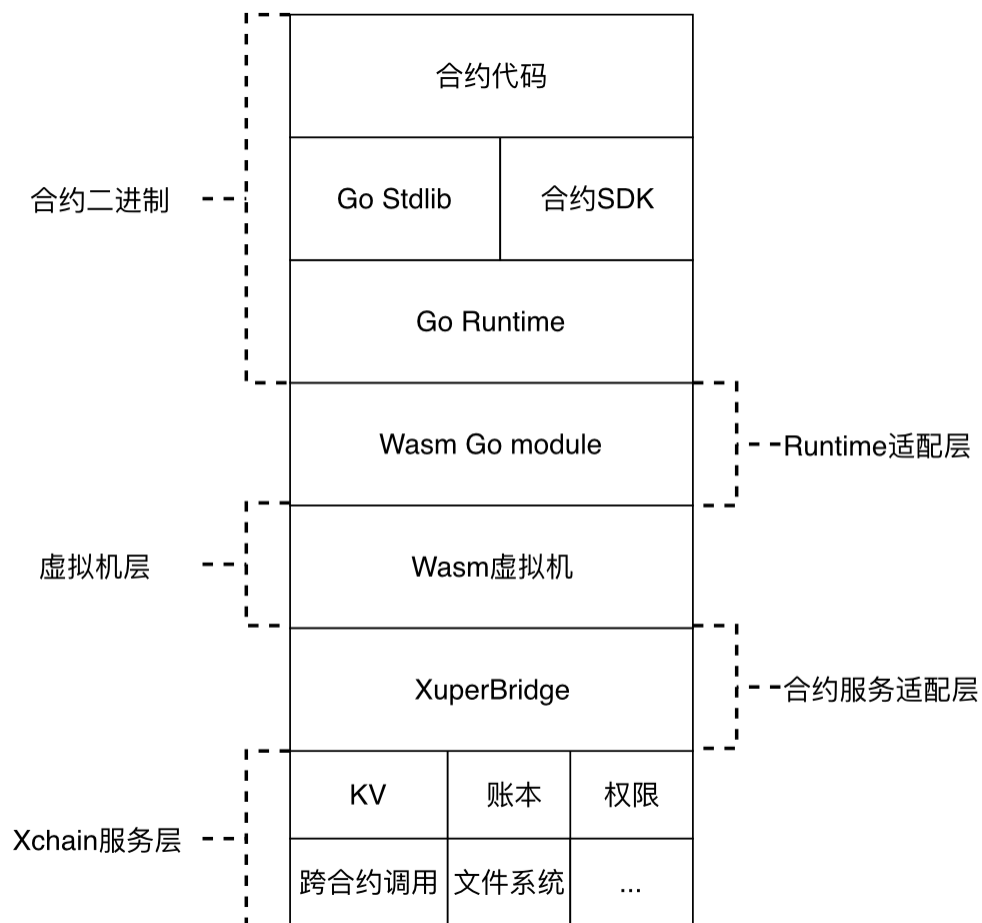 合约代码
合约二进制
Go Stdlib
合约SDK
Go Runtime
Wasm Go module
Runtime适配层
虚拟机层
Wasm虚拟机
XuperBridge
合约服务适配层
KV
账本
权限
Xchain服务层
跨合约调用
文件系统
...